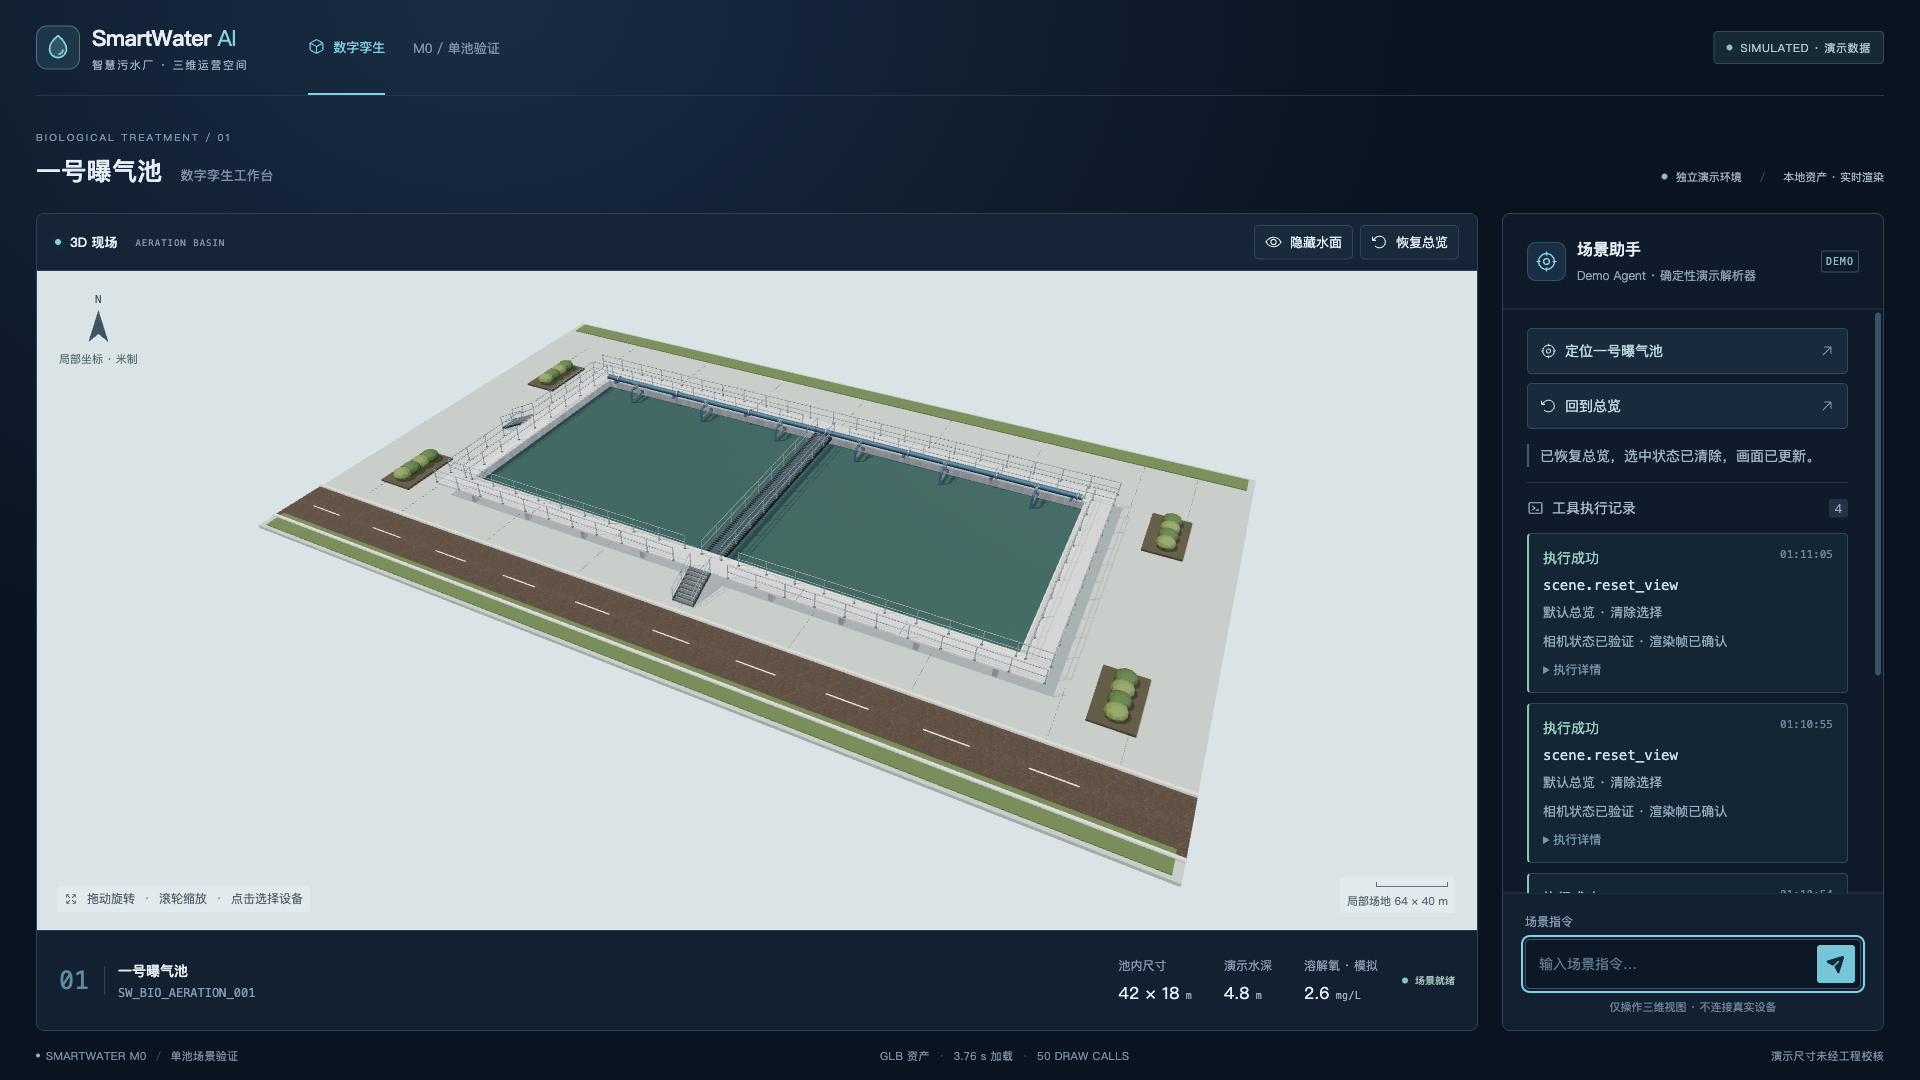 SmartWater AI
智慧污水厂 · 三维运营空间
数字孪生
M0 / 单池验证
SIMULATED · 演示数据
BIOLOGICAL TREATMENT / 01
一号曝气池
数字孪生工作台
独立演示环境 / 本地资产 · 实时渲染
3D 现场
AERATION BASIN
隐藏水面
恢复总览
N
局部坐标 · 米制
拖动旋转 · 滚轮缩放 · 点击选择设备
局部场地 64 × 40 m
01
一号曝气池
SW_BIO_AERATION_001
池内尺寸
42 × 18 m
演示水深
4.8 m
溶解氧 · 模拟
2.6 mg/L
场景就绪
场景助手
Demo Agent · 确定性演示解析器
DEMO
定位一号曝气池
回到总览
已恢复总览，选中状态已清除，画面已更新。
工具执行记录
4
执行成功
01:11:05
scene.reset_view
默认总览 · 清除选择
相机状态已验证 · 渲染帧已确认
执行详情
执行成功
01:10:55
scene.reset_view
默认总览 · 清除选择
相机状态已验证 · 渲染帧已确认
执行详情
场景指令
输入场景指令...
仅操作三维视图 · 不连接真实设备
SMARTWATER M0 / 单池场景验证
GLB 资产 · 3.76 s 加载 · 50 DRAW CALLS
演示尺寸未经工程校核